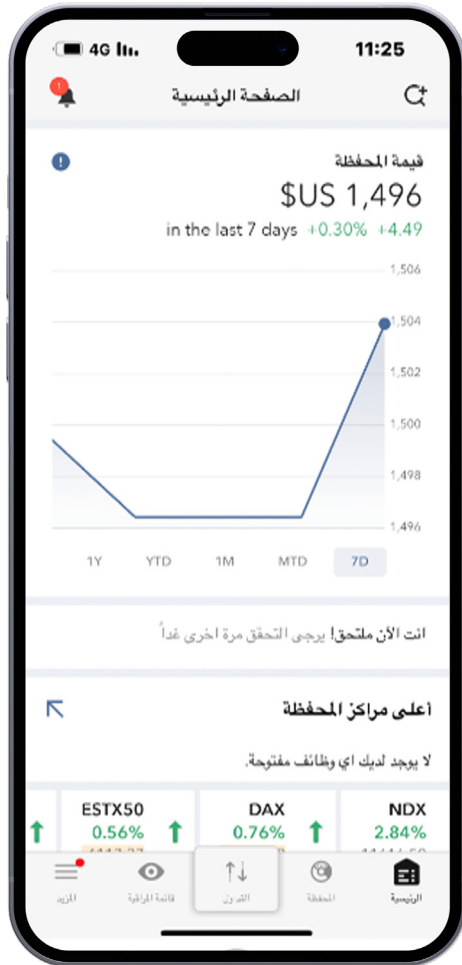 4G
11:25
1
الصفحة الرئيسية
قيمة المحفظة
$US 1,496
in the last 7 days +0.30% +4.49
1,506
1,504
1,502
1,500
1,498
1,496
1Y YTD 1M MTD 7D
انت الآن ملتحق! يرجى التحقق مرة اخرى غداً
أعلى مراكز المحفظة
لا يوجد لديك اي وظائف مفتوحة.
ESTX50 DAX NDX
0.56% 0.76% 2.84%
الرئيسية
المحفظة
التداول
قائمة المراقبة
المزيد